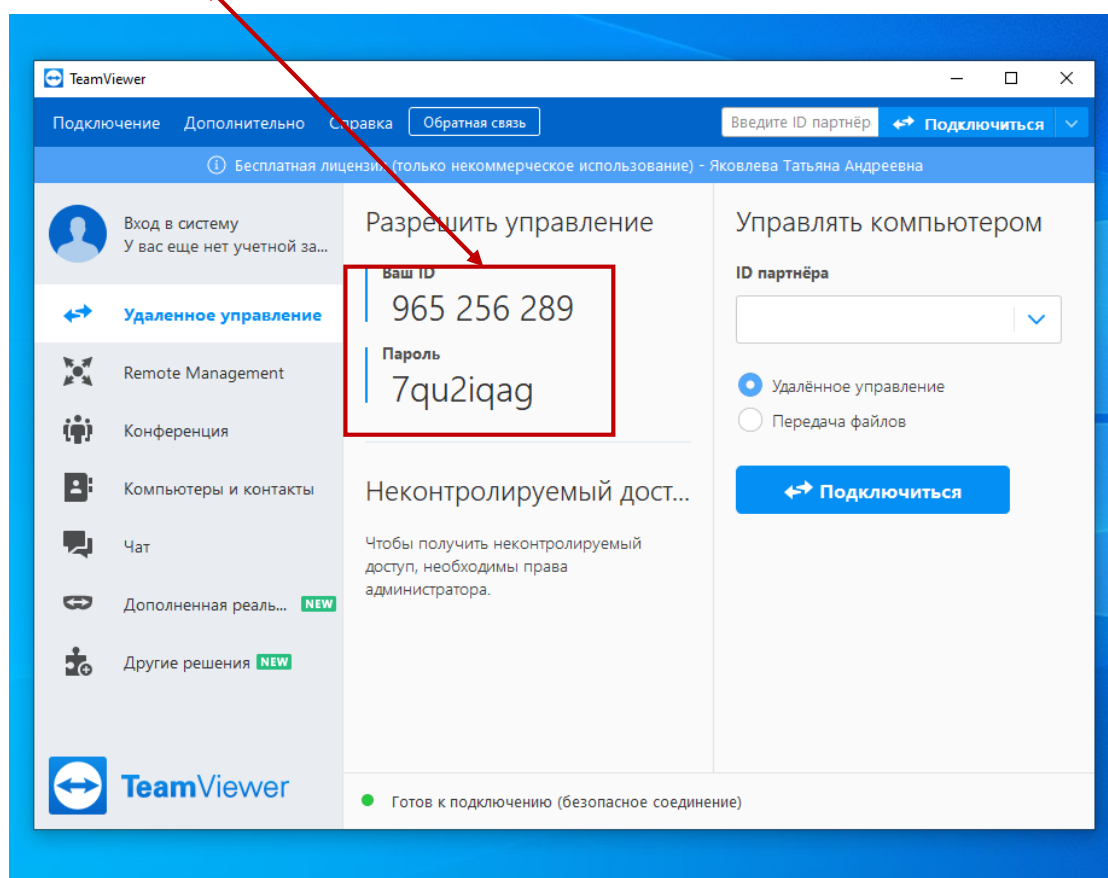 TeamViewer
Подключение Дополнительно Справка Обратная связь
Введите ID партнёр Подключиться
Бесплатная лицензия (только некоммерческое использование) - Яковлева Татьяна Андреевна
Вход в систему
У вас еще нет учетной за...
Удаленное управление
Remote Management
Конференция
Компьютеры и контакты
Чат
Дополненная реаль... NEW
Другие решения NEW
TeamViewer
Разрешить управление
Ваш ID
965 256 289
Пароль
7qu2iqag
Неконтролируемый дост...
Чтобы получить неконтролируемый
доступ, необходимы права
администратора.
Управлять компьютером
ID партнёра
Удалённое управление
Передача файлов
Подключиться
Готов к подключению (безопасное соединение)